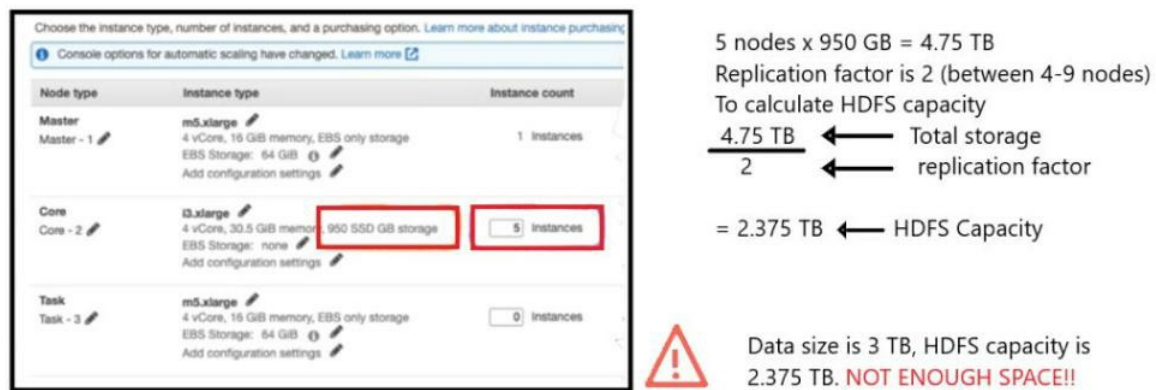 Choose the instance type, number of instances, and a purchasing option. Learn more about instance purchasing
Console options for automatic scaling have changed. Learn more
Node type Instance type Instance count
Master m5.xlarge
Master - 1 4 vCore, 16 GiB memory, EBS only storage 1 Instances
EBS Storage: 64 GiB
Add configuration settings
Core i3.xlarge
Core - 2 4 vCore, 30.5 GiB memory, 950 SSD GB storage 5 Instances
EBS Storage: none
Add configuration settings
Task m5.xlarge
Task - 3 4 vCore, 16 GiB memory, EBS only storage 0 Instances
EBS Storage: 64 GiB
Add configuration settings
5 nodes x 950 GB = 4.75 TB
Replication factor is 2 (between 4-9 nodes)
To calculate HDFS capacity
4.75 TB Total storage
2 replication factor
= 2.375 TB HDFS Capacity
Data size is 3 TB, HDFS capacity is
2.375 TB. NOT ENOUGH SPACE!!